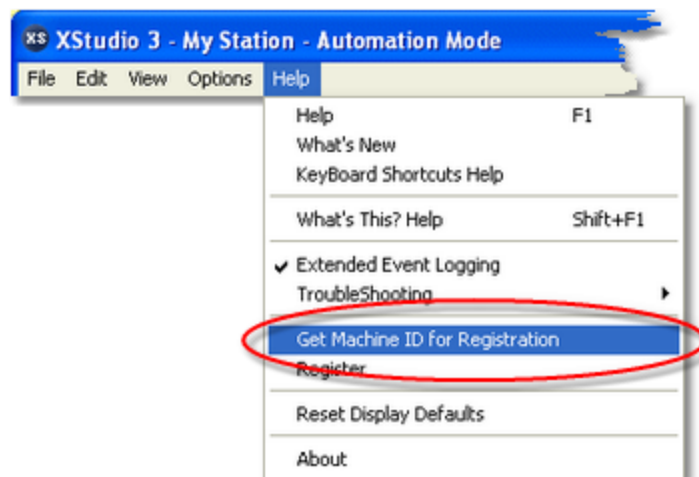 XS XStudio 3 - My Station - Automation Mode
File Edit View Options Help
Help F1
What's New
KeyBoard Shortcuts Help
What's This? Help Shift+F1
Extended Event Logging
TroubleShooting
Get Machine ID for Registration
Register
Reset Display Defaults
About